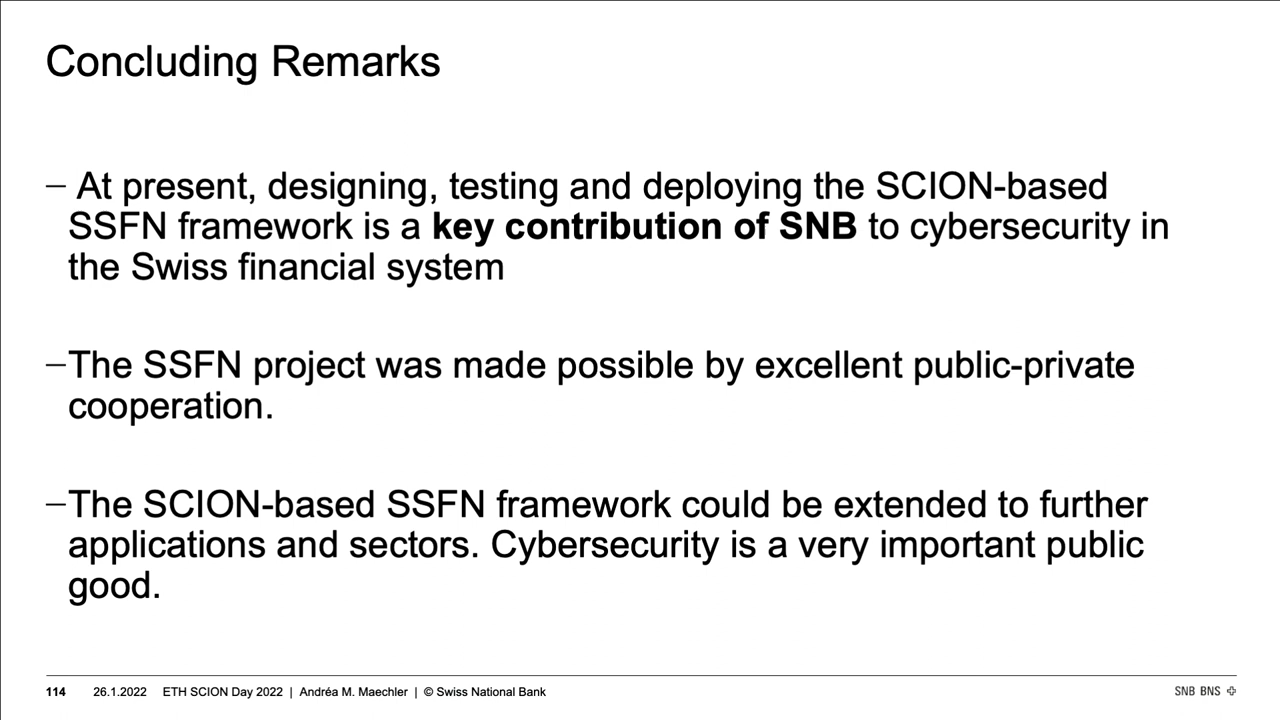 Concluding Remarks
– At present, designing, testing and deploying the SCION-based
SSFN framework is a key contribution of SNB to cybersecurity in
the Swiss financial system
–The SSFN project was made possible by excellent public-private
cooperation.
–The SCION-based SSFN framework could be extended to further
applications and sectors. Cybersecurity is a very important public
good.
114 26.1.2022 ETH SCION Day 2022 | Andréa M. Maechler | © Swiss National Bank
SNB BNS